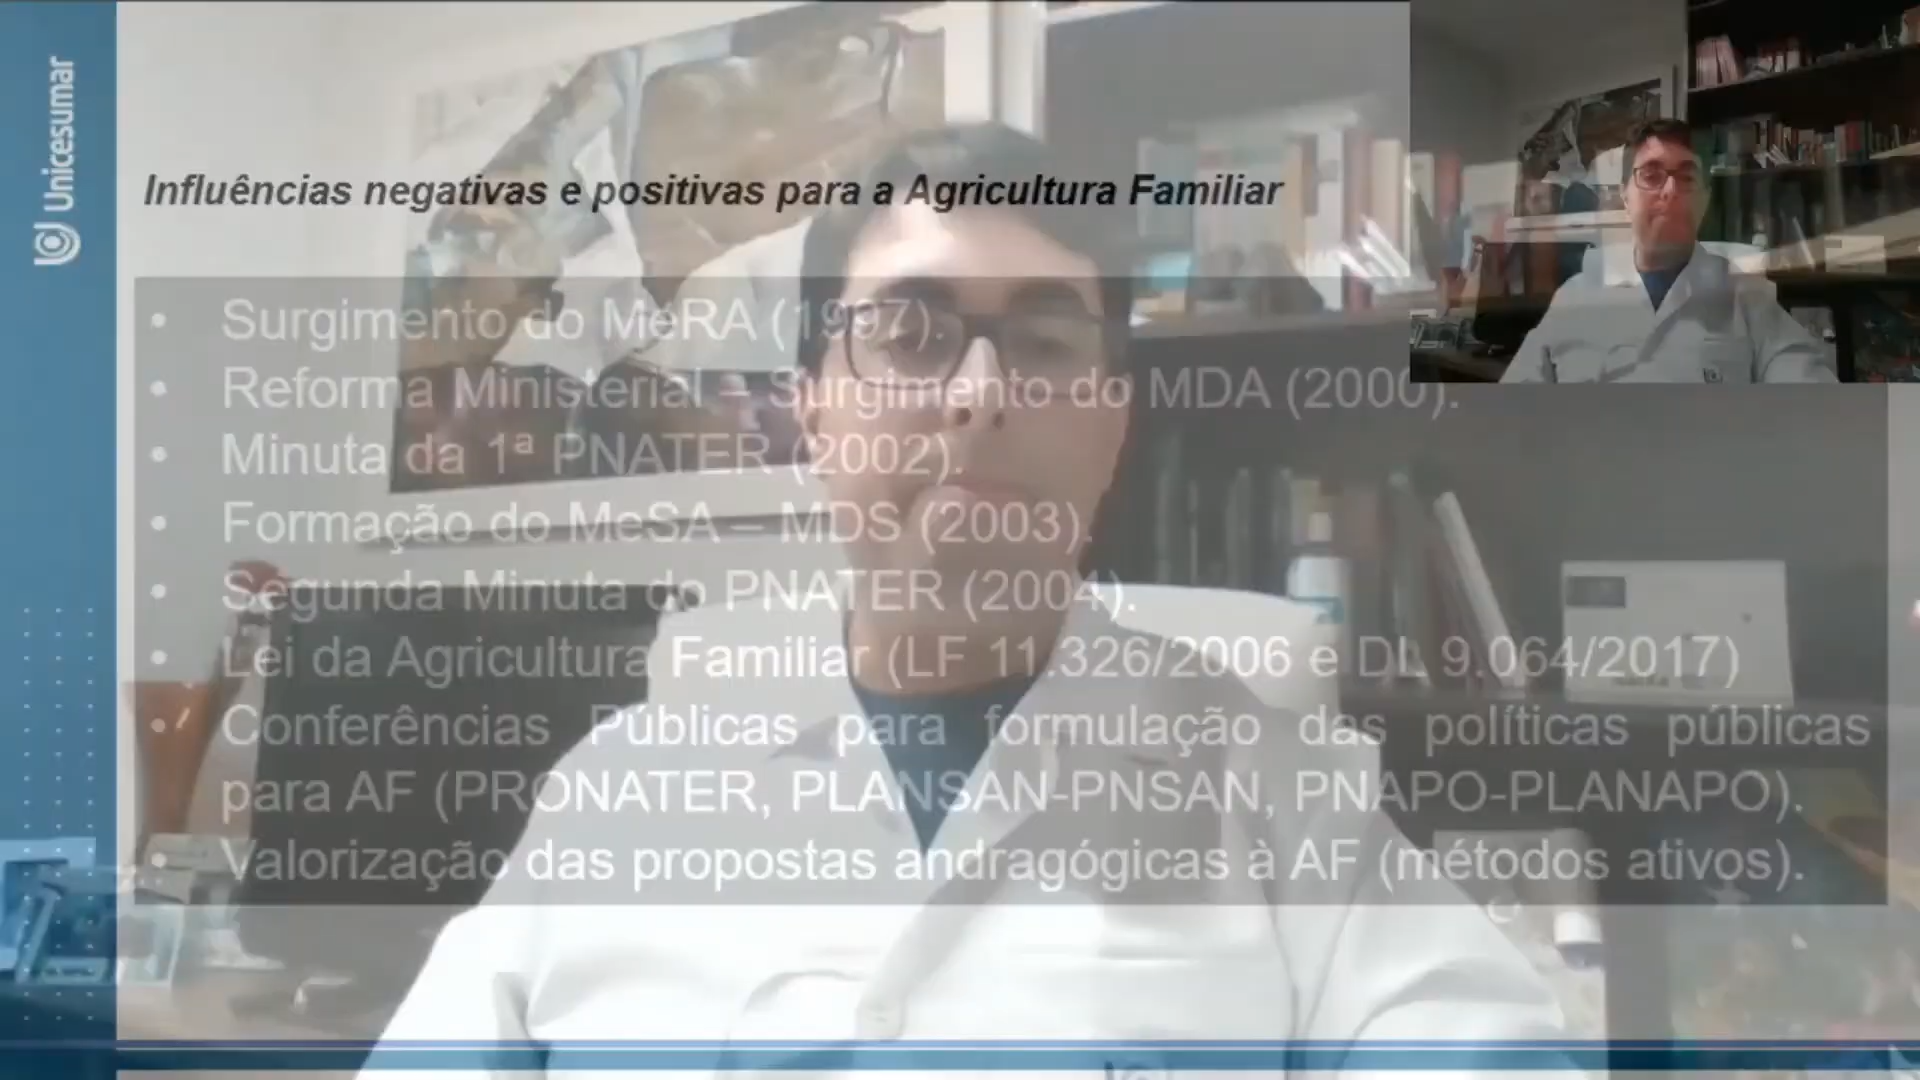 Unicesumar
Influências negativas e positivas para a Agricultura Familiar
• Surgimento do MeRA (1997).
• Reforma Ministerial – Surgimento do MDA (2000).
• Minuta da 1ª PNATER (2002).
• Formação do MeSA – MDS (2003).
• Segunda Minuta do PNATER (2004).
• Lei da Agricultura Familiar (LF 11.326/2006 e DL 9.064/2017)
• Conferências Públicas para formulação das políticas públicas
para AF (PRONATER, PLANSAN-PNSAN, PNAPO-PLANAPO).
• Valorização das propostas andragógicas à AF (métodos ativos).